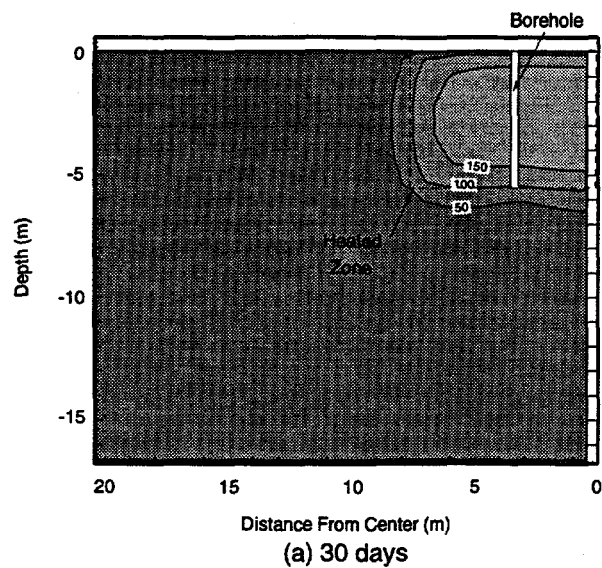 Borehole
0
-5
-10
-15
Depth (m)
150
100
50
Heated
Zone
20 15 10 5 0
Distance From Center (m)
(a) 30 days